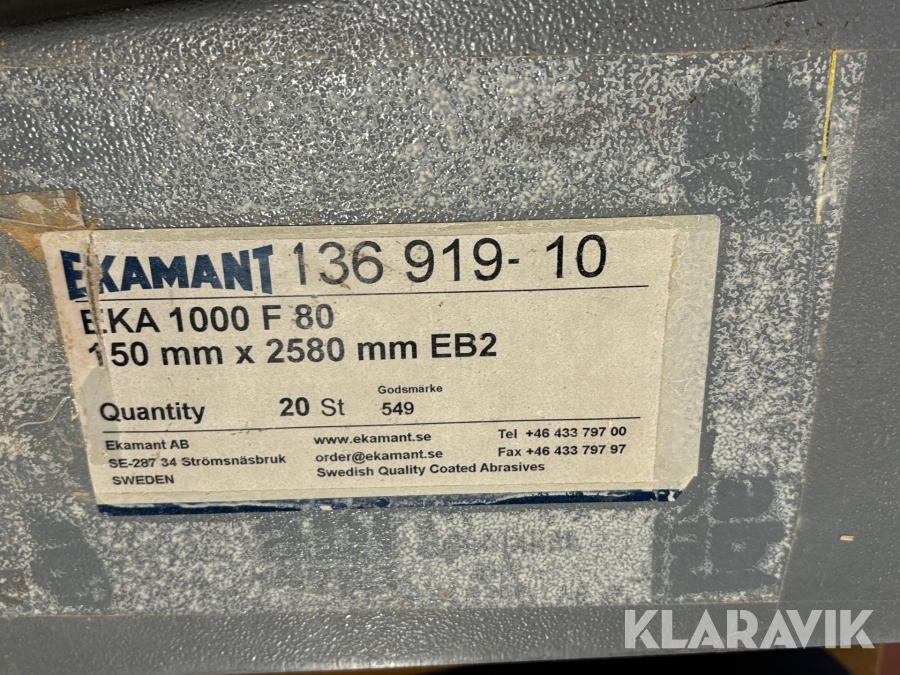 EKAMANT 136 919- 10
EKA 1000 F 80
150 mm x 2580 mm EB2
Godsmärke
Quantity 20 St 549
Ekamant AB
SE-287 34 Strömsnäsbruk
SWEDEN
www.ekamant.se
order@ekamant.se
Swedish Quality Coated Abrasives
Tel +46 433 797 00
Fax +46 433 797 97
KLARAVIK